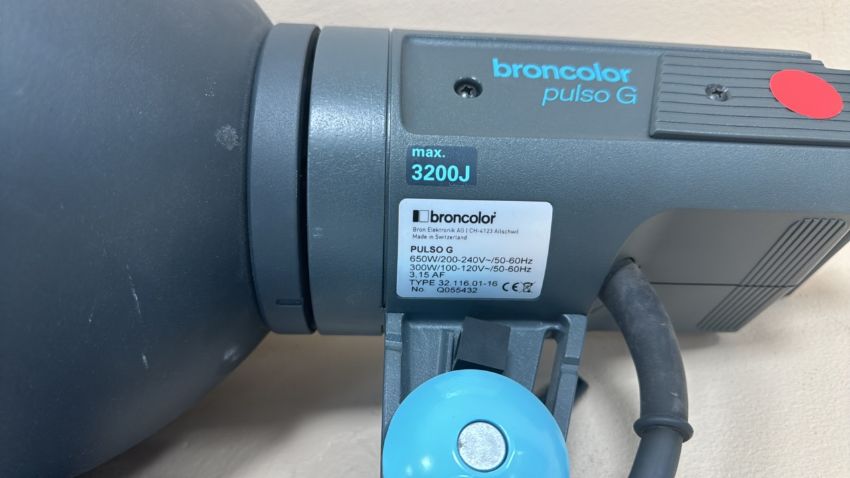 broncolor
pulso G
max.
3200J
broncolor
Bron Elektronik AG | CH-4123 Allschwil
Made in Switzerland
PULSO G
650W/200-240V~/50-60Hz
300W/100-120V~/50-60Hz
3,15 AF
TYPE 32.116.01-16
No. Q055432
CE